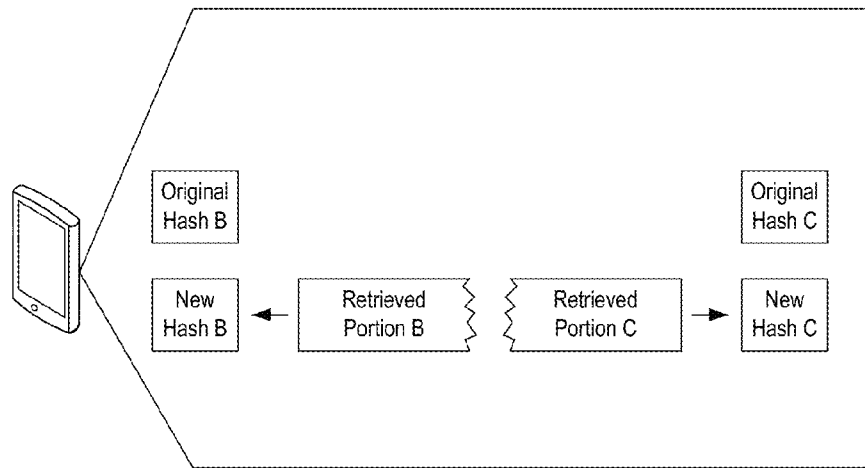 Original
Hash B
Original
Hash C
New
Hash B
Retrieved
Portion B
Retrieved
Portion C
New
Hash C